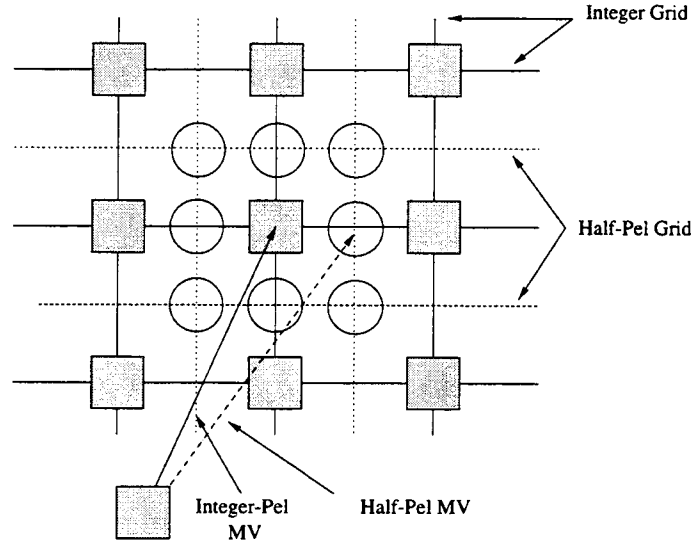 Integer Grid
Half-Pel Grid
Integer-Pel
MV
Half-Pel MV